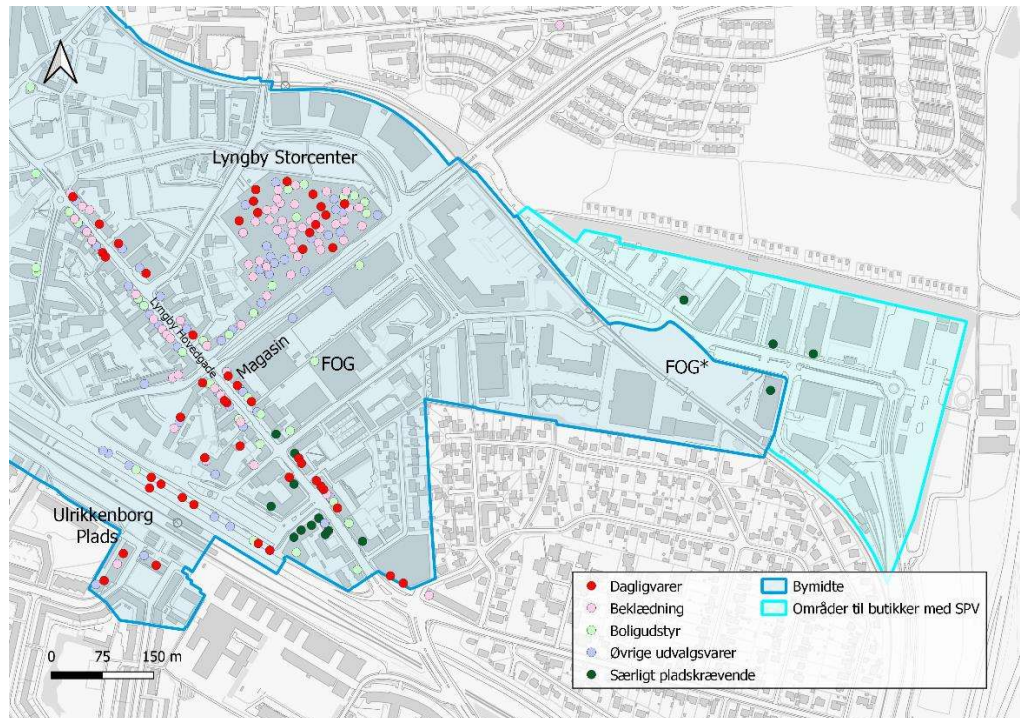 Lyngby Storcenter
Lyngby Hovedgade
Magasin
FOG
FOG*
Ulrikkenborg
Plads
0 75 150 m
Dagligvarer
Beklædning
Boligudstyr
Øvrige udvalgsvarer
Særligt pladskrævende
Bymidte
Områder til butikker med SPV